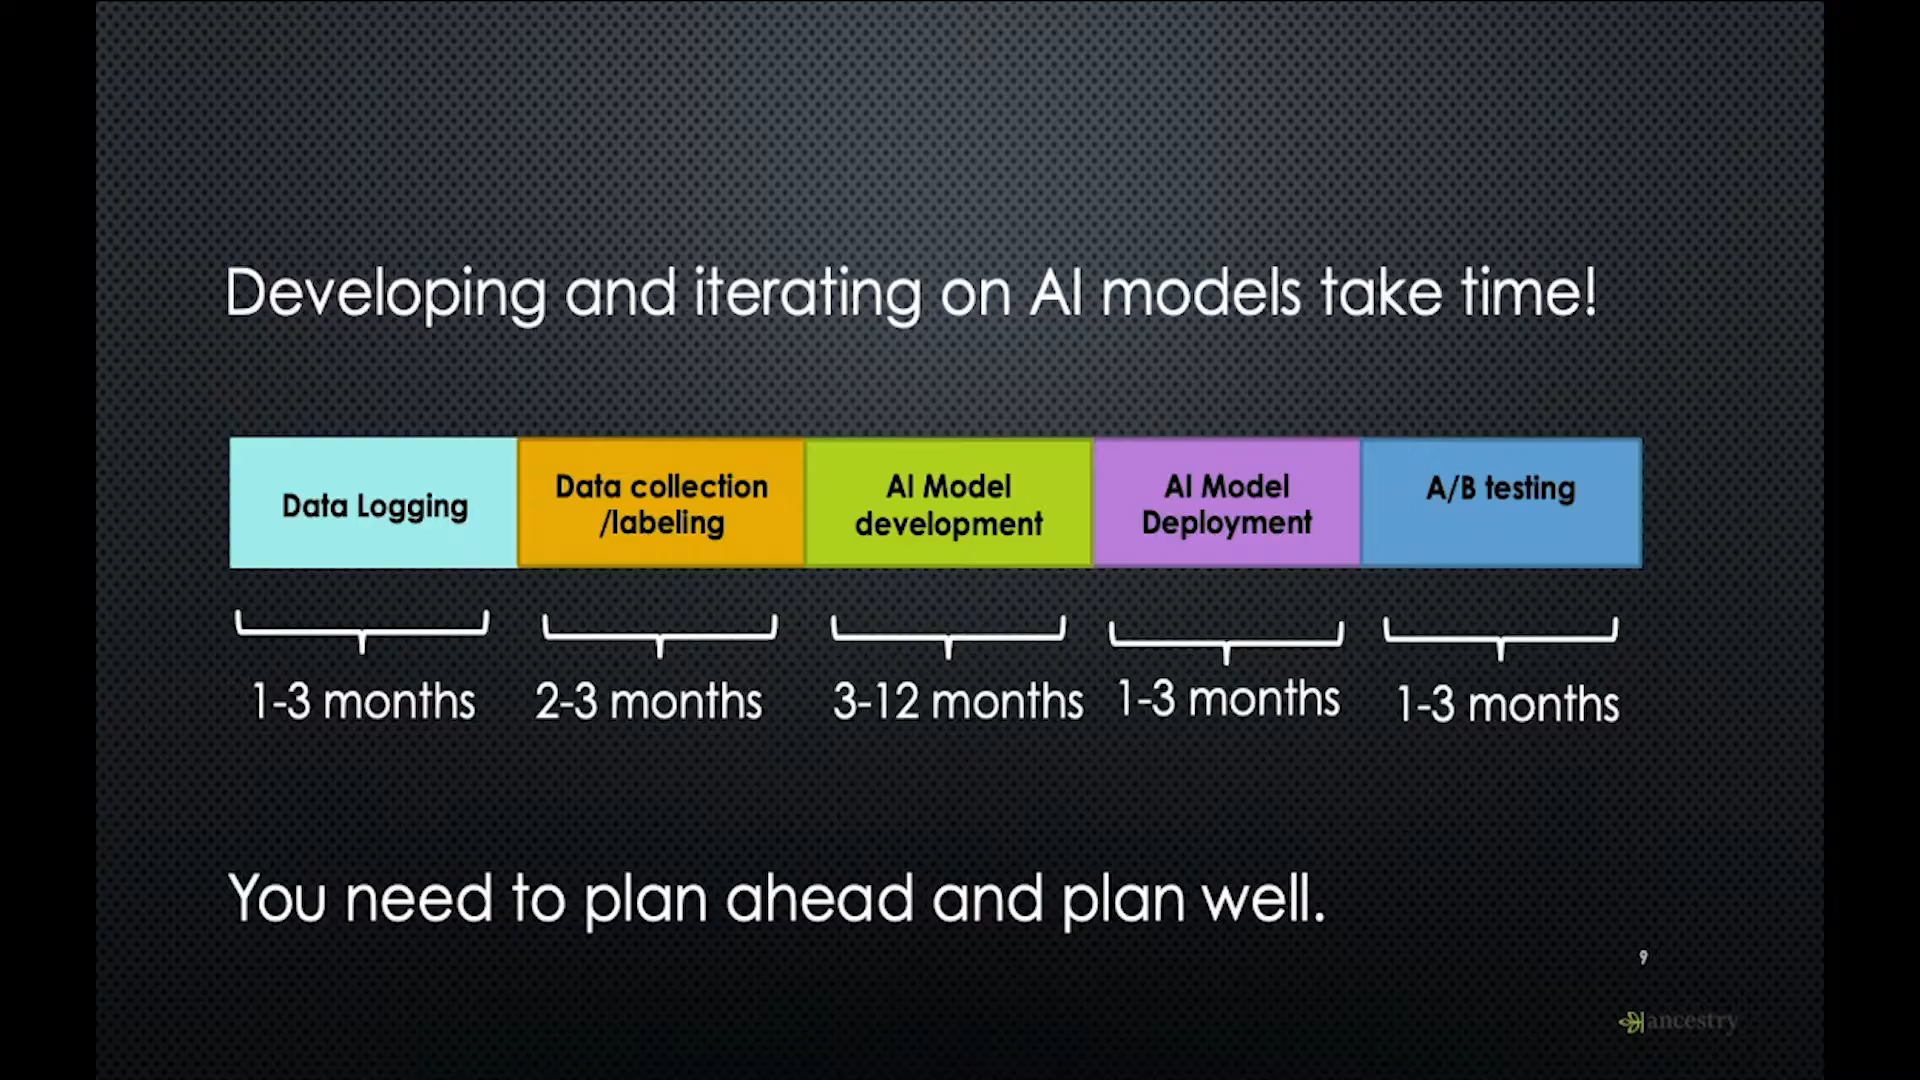 Developing and iterating on AI models take time!
Data Logging
Data collection
/labeling
AI Model
development
AI Model
Deployment
A/B testing
1-3 months
2-3 months
3-12 months
1-3 months
1-3 months
You need to plan ahead and plan well.
9
ancestry